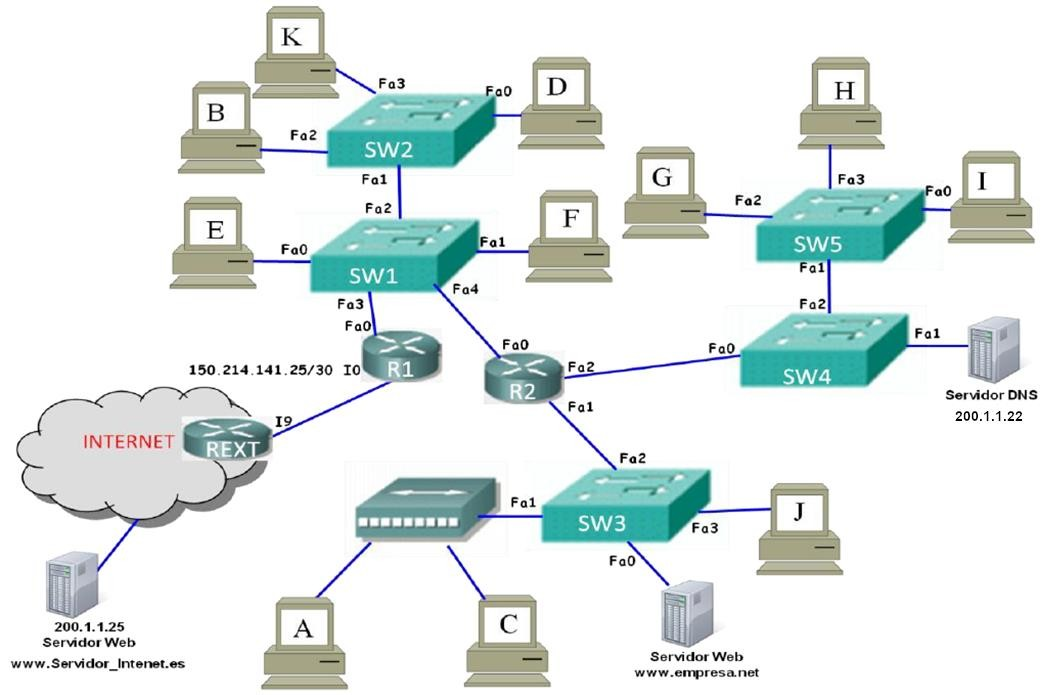 K
Fa3
Fa0
D
B
Fa2
SW2
Fa1
H
G
Fa2
Fa3
Fa0
I
SW5
Fa1
E
Fa0
Fa2
Fa1
F
SW1
Fa3
Fa4
Fa0
R1
150.214.141.25/30 I0
Fa0
R2
Fa2
Fa1
Fa2
Fa0
Fa1
SW4
Servidor DNS
200.1.1.22
INTERNET
REXT
I9
Fa2
Fa1
SW3
Fa3
Fa0
J
A
C
200.1.1.25
Servidor Web
www.Servidor_Intenet.es
Servidor Web
www.empresa.net